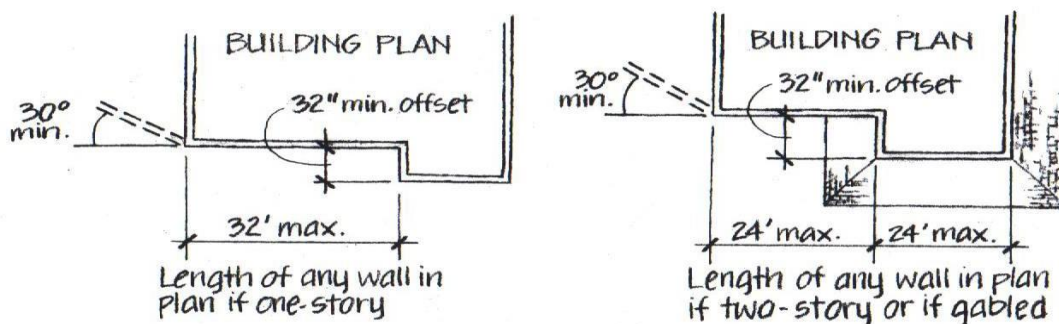 BUILDING PLAN
32" min. offset
30°
min.
32' max.
Length of any wall in
plan if one-story
BUILDING PLAN
32" min. offset
30°
min.
24' max.
24' max.
Length of any wall in plan
if two-story or if gabled